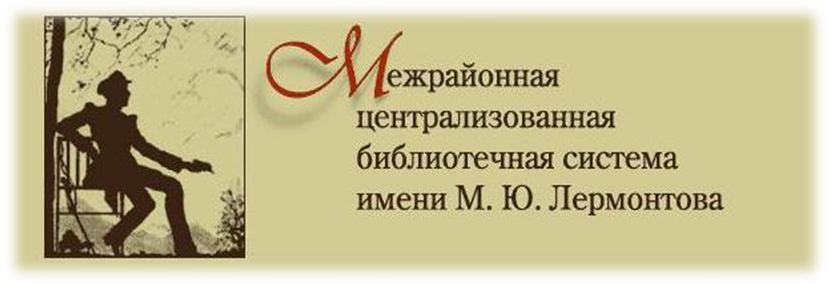 Межрайонная
централизованная
библиотечная система
имени М. Ю. Лермонтова